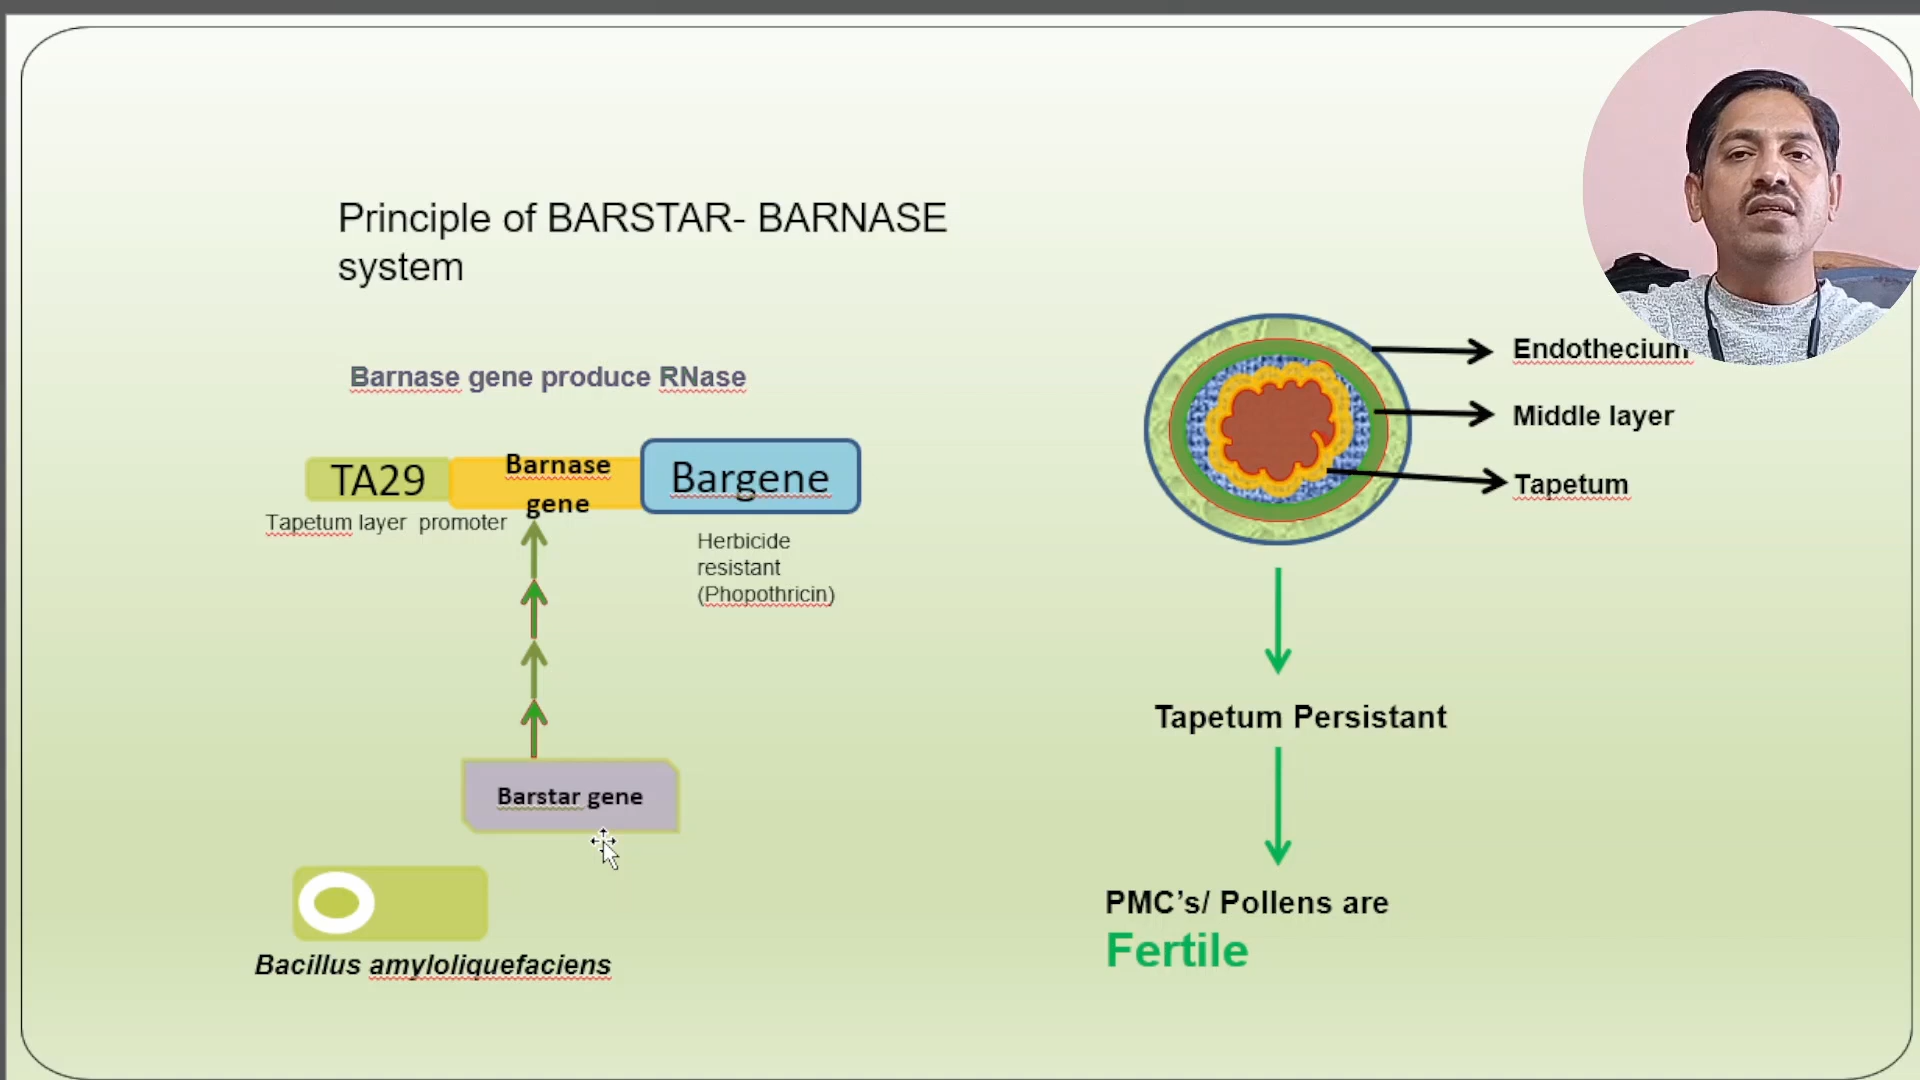 Principle of BARSTAR- BARNASE
system
Barnase gene produce RNase
TA29
Barnase
gene
Bargene
Tapetum layer promoter
Herbicide
resistant
(Phopothricin)
Barstar gene
Bacillus amyloliquefaciens
Endothecium
Middle layer
Tapetum
Tapetum Persistant
PMC's/ Pollens are
Fertile